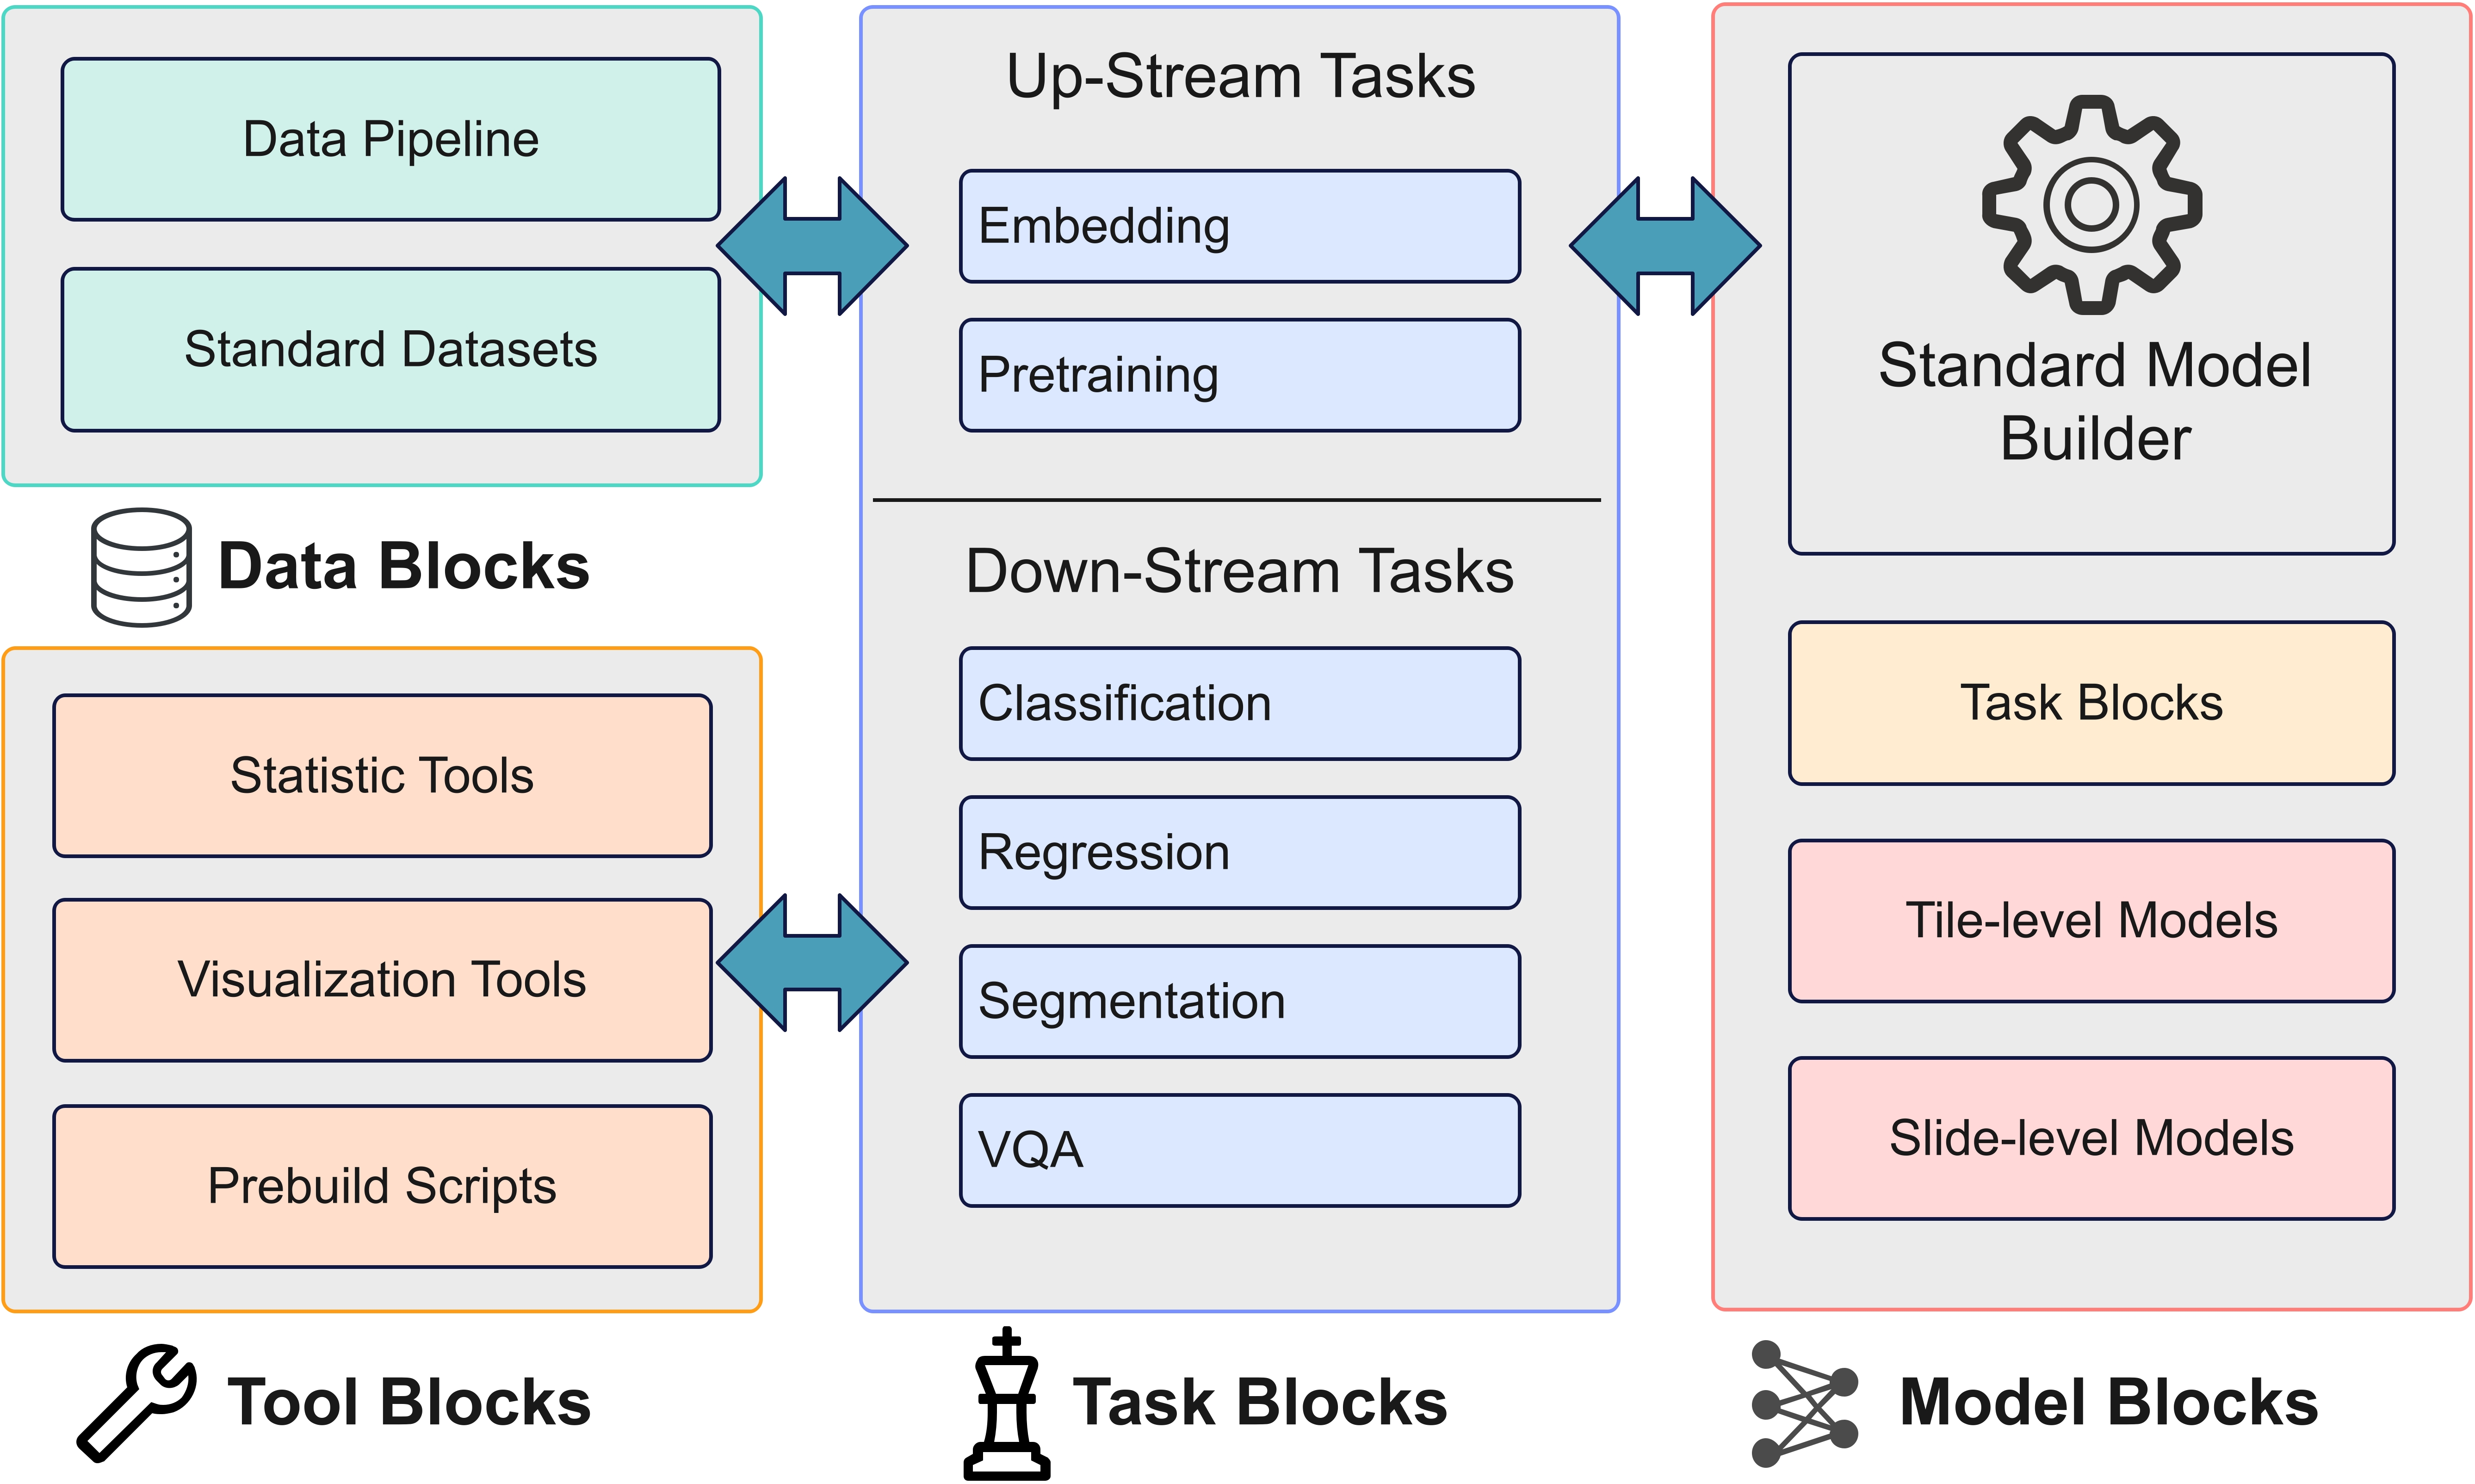 Data Pipeline
Standard Datasets
Data Blocks
Statistic Tools
Visualization Tools
Prebuild Scripts
Tool Blocks
Up-Stream Tasks
Embedding
Pretraining
Down-Stream Tasks
Classification
Regression
Segmentation
VQA
Task Blocks
Standard Model
Builder
Task Blocks
Tile-level Models
Slide-level Models
Model Blocks